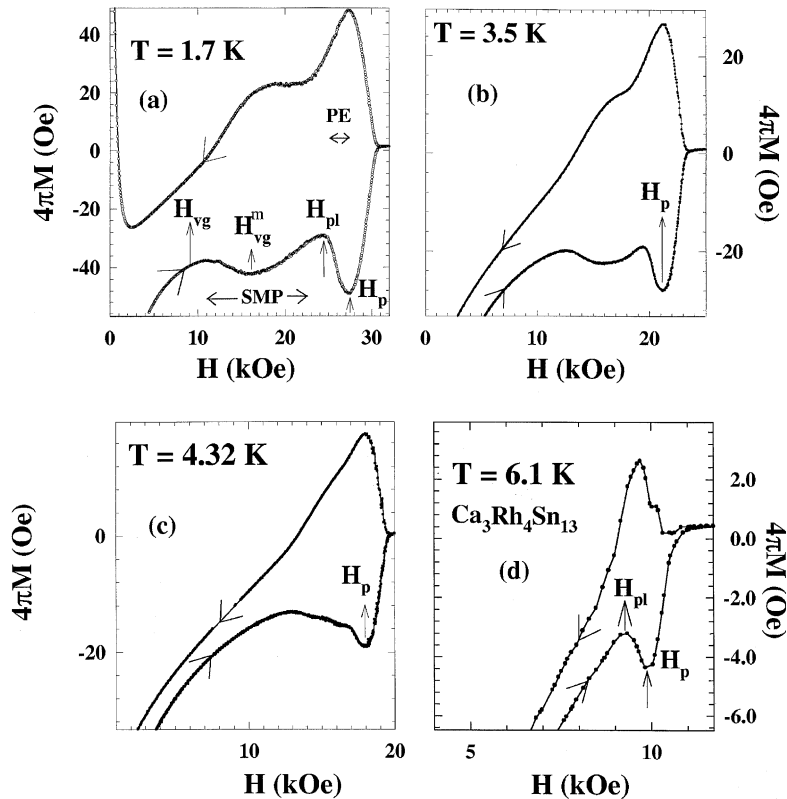 T = 1.7 K
(a)
PE
H_vg
H_vg^m
H_pl
SMP
H_p
4πM (Oe)
40
20
0
-20
-40
0
10
20
30
H (kOe)
T = 3.5 K
(b)
H_p
20
0
-20
4πM (Oe)
0
10
20
H (kOe)
T = 4.32 K
(c)
H_p
4πM (Oe)
0
-20
0
10
20
H (kOe)
T = 6.1 K
Ca3Rh4Sn13
(d)
H_pl
H_p
2.0
0.0
-2.0
-4.0
-6.0
4πM (Oe)
5
10
H (kOe)